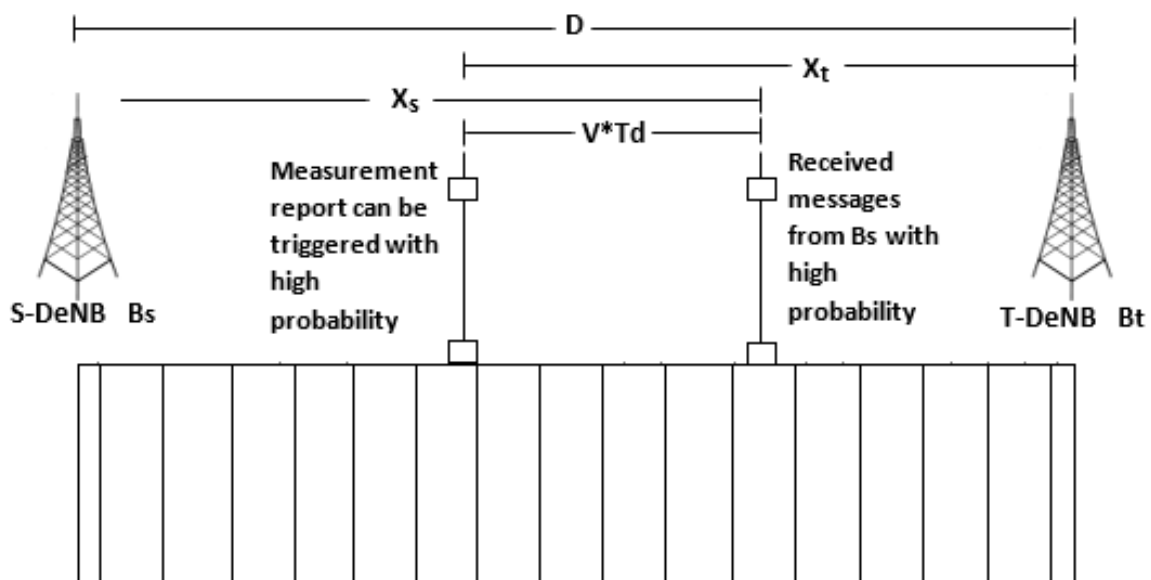 D
Xt
Xs
V*Td
Measurement
report can be
triggered with
high
probability
Received
messages
from Bs with
high
probability
S-DeNB Bs
T-DeNB Bt